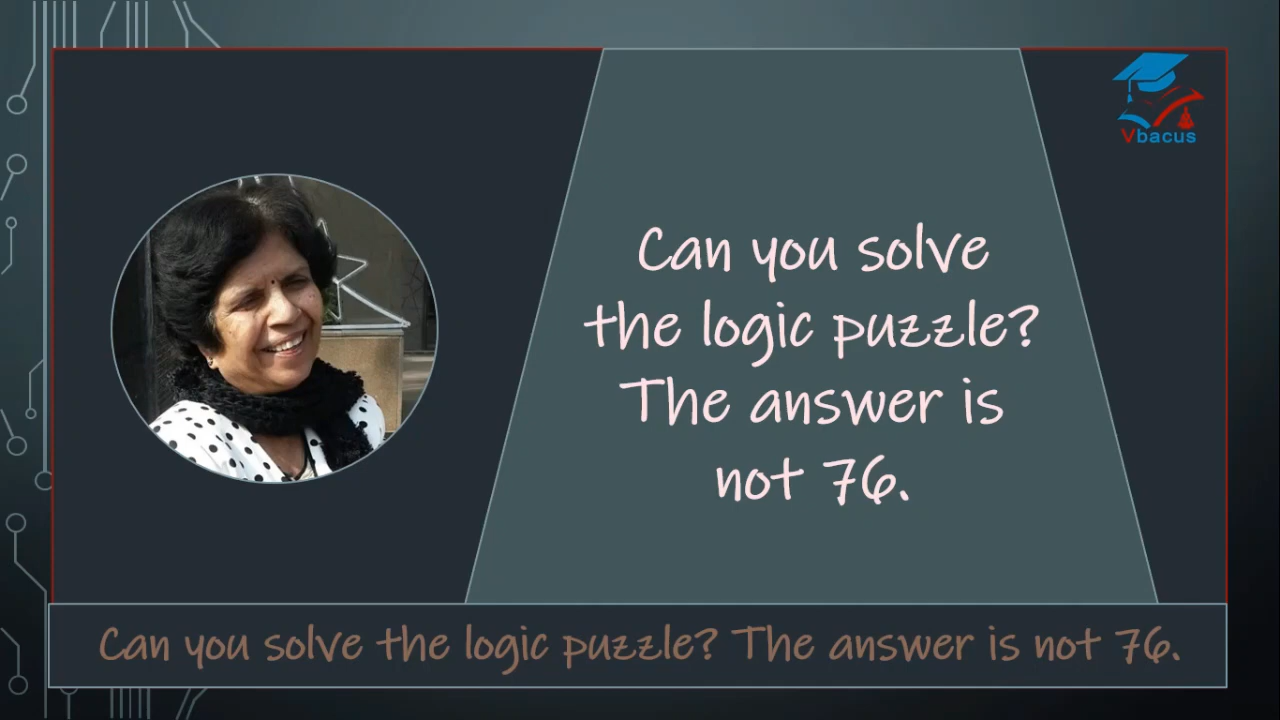 Vbacus
Can you solve
the logic puzzle?
The answer is
not 76.
Can you solve the logic puzzle? The answer is not 76.